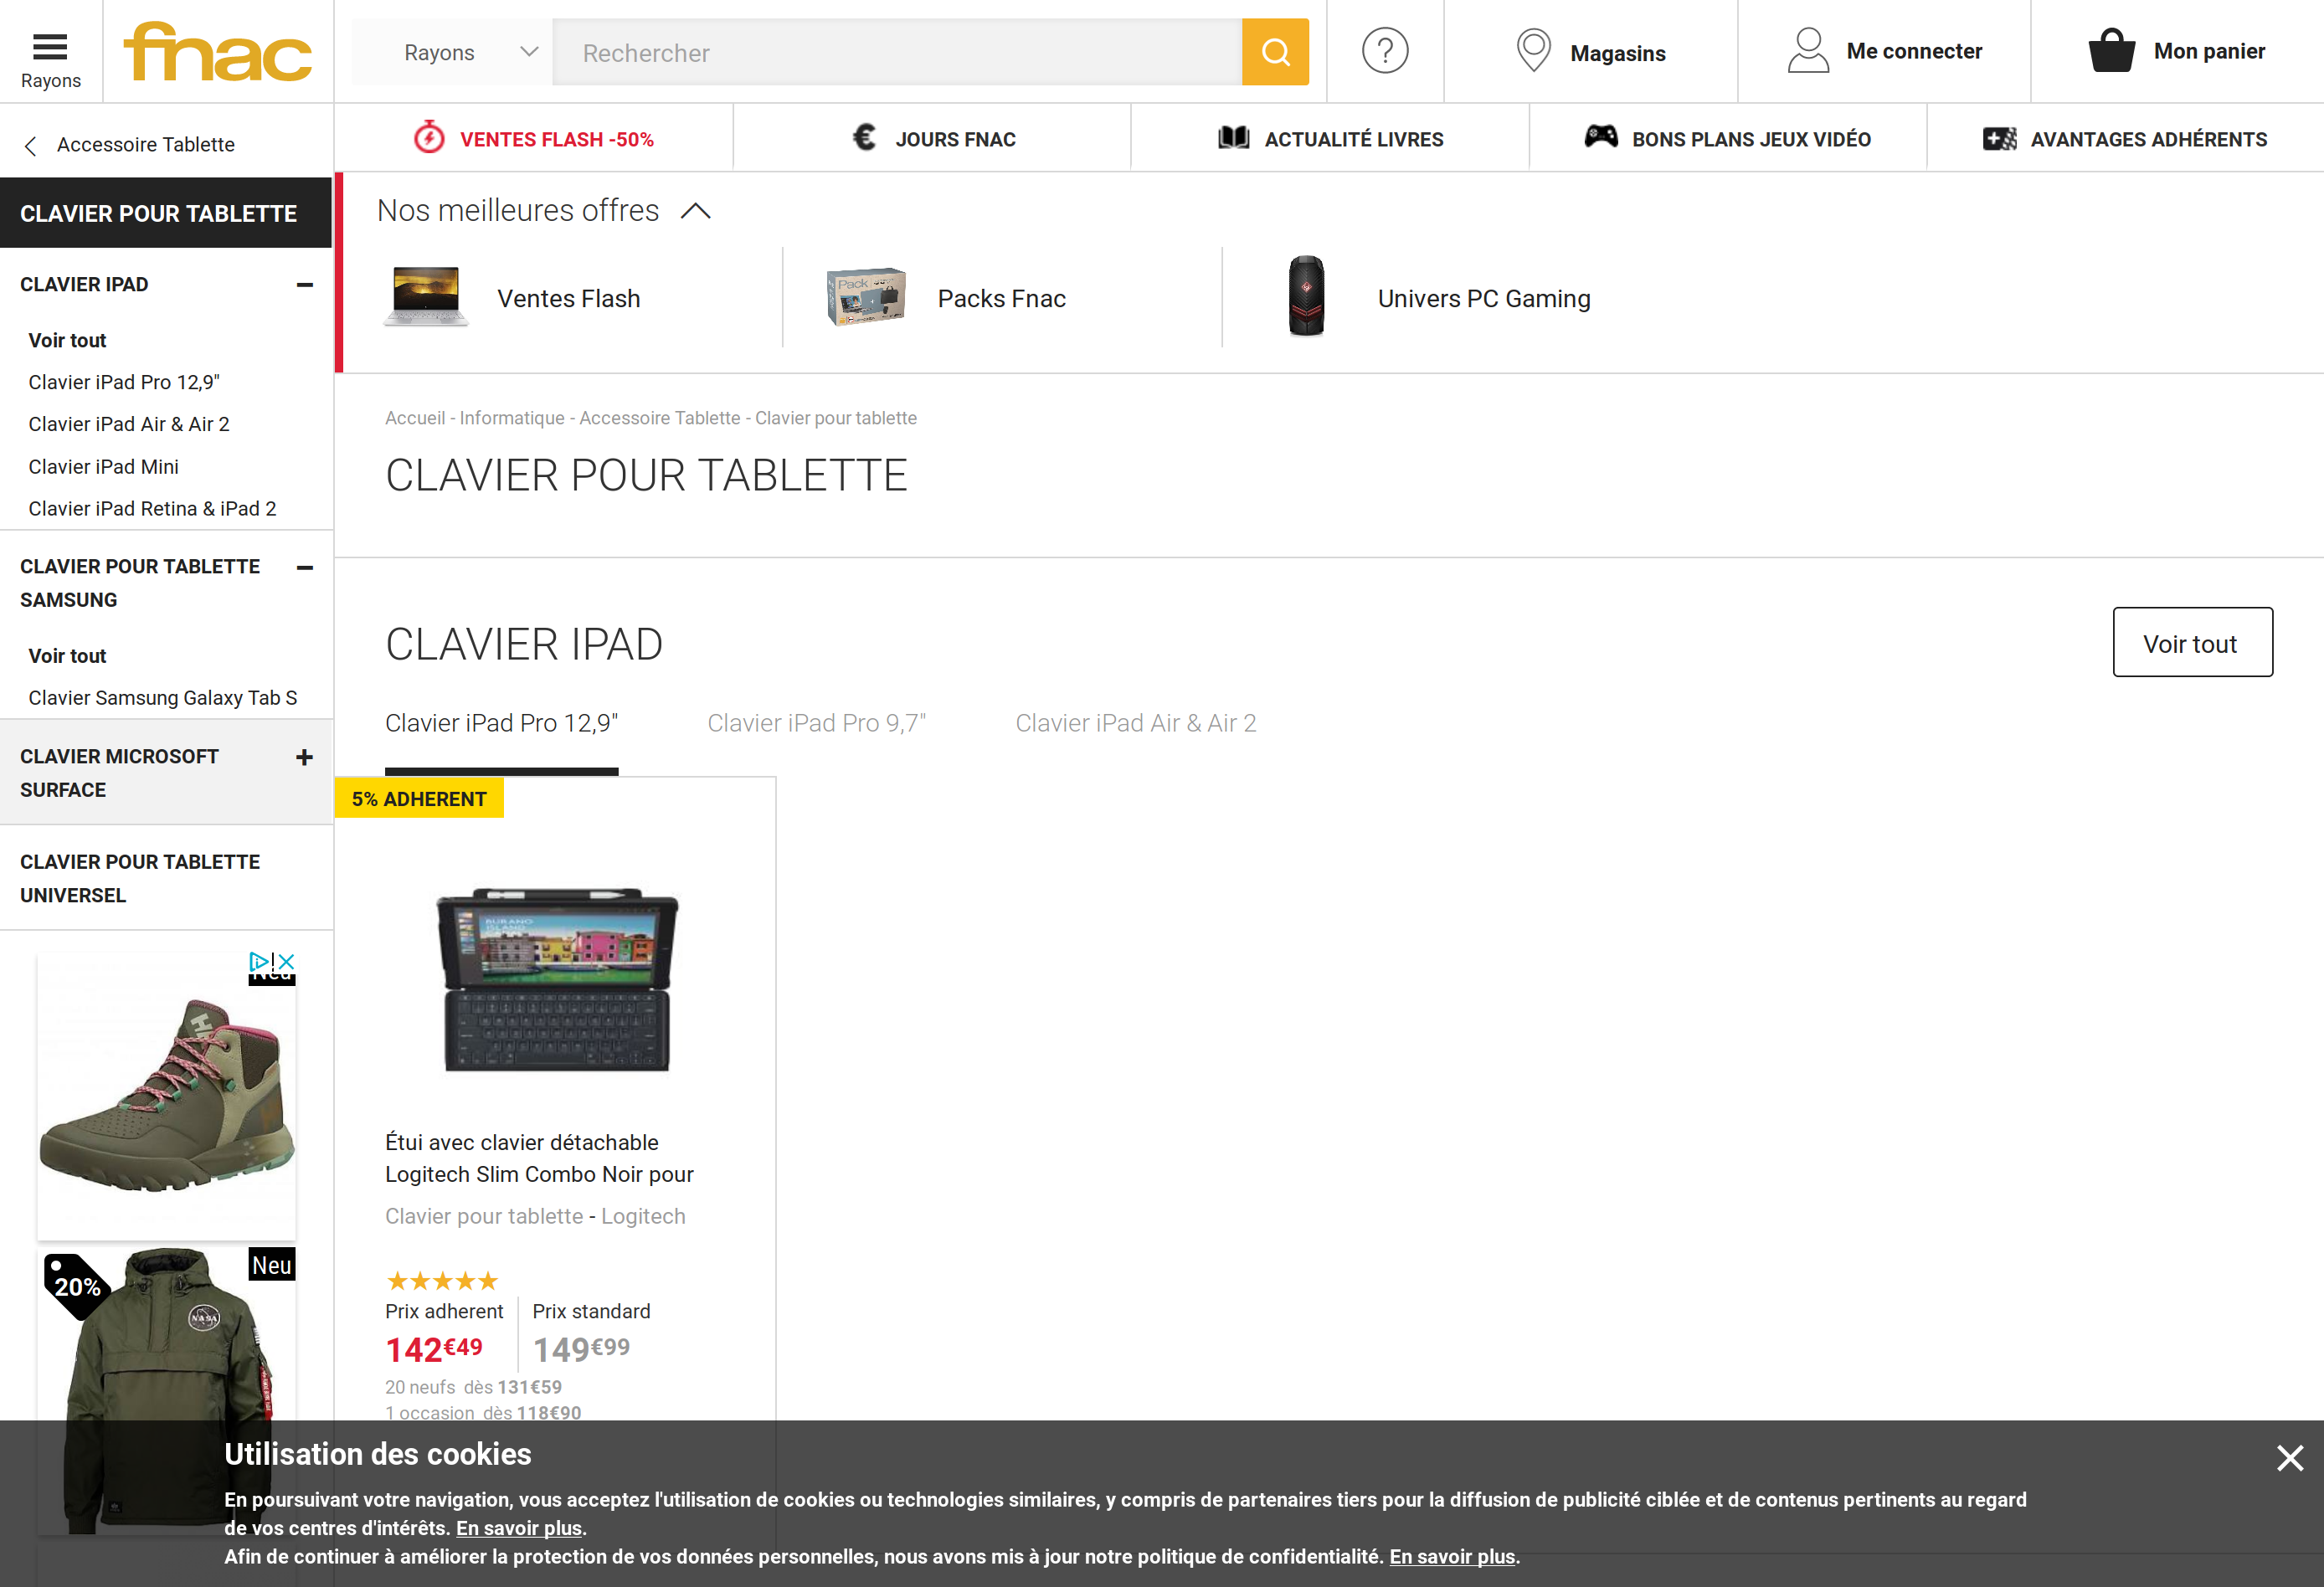 Rayons
fnac
Rayons
Rechercher
?
Magasins
Me connecter
Mon panier
Accessoire Tablette
VENTES FLASH -50%
JOURS FNAC
ACTUALITÉ LIVRES
BONS PLANS JEUX VIDÉO
AVANTAGES ADHÉRENTS
CLAVIER POUR TABLETTE
CLAVIER IPAD
Voir tout
Clavier iPad Pro 12,9"
Clavier iPad Air & Air 2
Clavier iPad Mini
Clavier iPad Retina & iPad 2
CLAVIER POUR TABLETTE
SAMSUNG
Voir tout
Clavier Samsung Galaxy Tab S
CLAVIER MICROSOFT
SURFACE
CLAVIER POUR TABLETTE
UNIVERSEL
Neu
20%
Neu
NASA
Nos meilleures offres
Ventes Flash
Pack
Packs Fnac
Univers PC Gaming
Accueil - Informatique - Accessoire Tablette - Clavier pour tablette
CLAVIER POUR TABLETTE
CLAVIER IPAD
Voir tout
Clavier iPad Pro 12,9"
Clavier iPad Pro 9,7"
Clavier iPad Air & Air 2
5% ADHERENT
BURANO
ISLAND
Étui avec clavier détachable
Logitech Slim Combo Noir pour
Clavier pour tablette - Logitech
Prix adherent
142€49
Prix standard
149€99
20 neufs dès 131€59
1 occasion dès 118€90
Utilisation des cookies
En poursuivant votre navigation, vous acceptez l'utilisation de cookies ou technologies similaires, y compris de partenaires tiers pour la diffusion de publicité ciblée et de contenus pertinents au regard
de vos centres d'intérêts. En savoir plus.
Afin de continuer à améliorer la protection de vos données personnelles, nous avons mis à jour notre politique de confidentialité. En savoir plus.